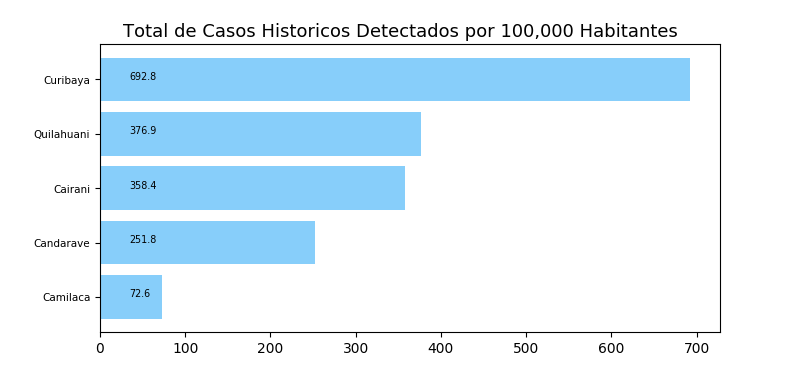 Total de Casos Historicos Detectados por 100,000 Habitantes
Curibaya 692.8
Quilahuani 376.9
Cairani 358.4
Candarave 251.8
Camilaca 72.6
0 100 200 300 400 500 600 700